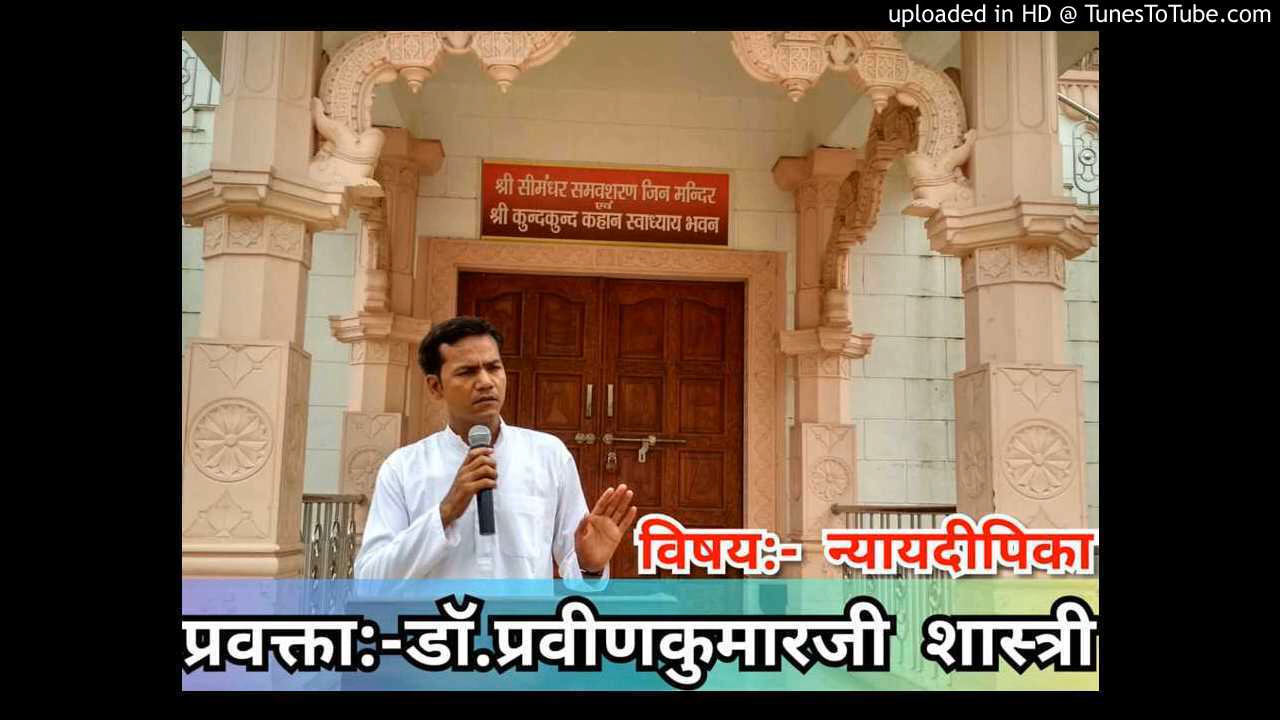 uploaded in HD @ TunesToTube.com
श्री सीमंधर समवशरण जिन मन्दिर
एवं
श्री कुन्दकुन्द कहान स्वाध्याय भवन
विषय:- न्यायदीपिका
प्रवक्ता:-डॉ.प्रवीणकुमारजी शास्त्री